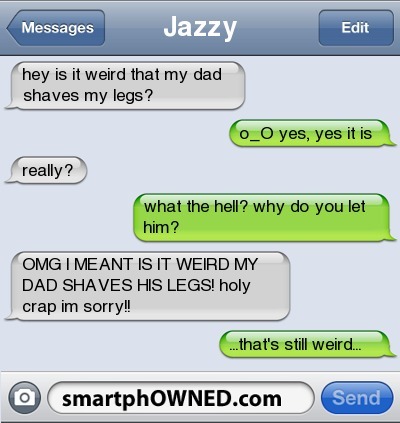 Messages
Jazzy
Edit
hey is it weird that my dad
shaves my legs?
o_O yes, yes it is
really?
what the hell? why do you let
him?
OMG I MEANT IS IT WEIRD MY
DAD SHAVES HIS LEGS! holy
crap im sorry!!
...that's still weird...
smartphOWNED.com
Send